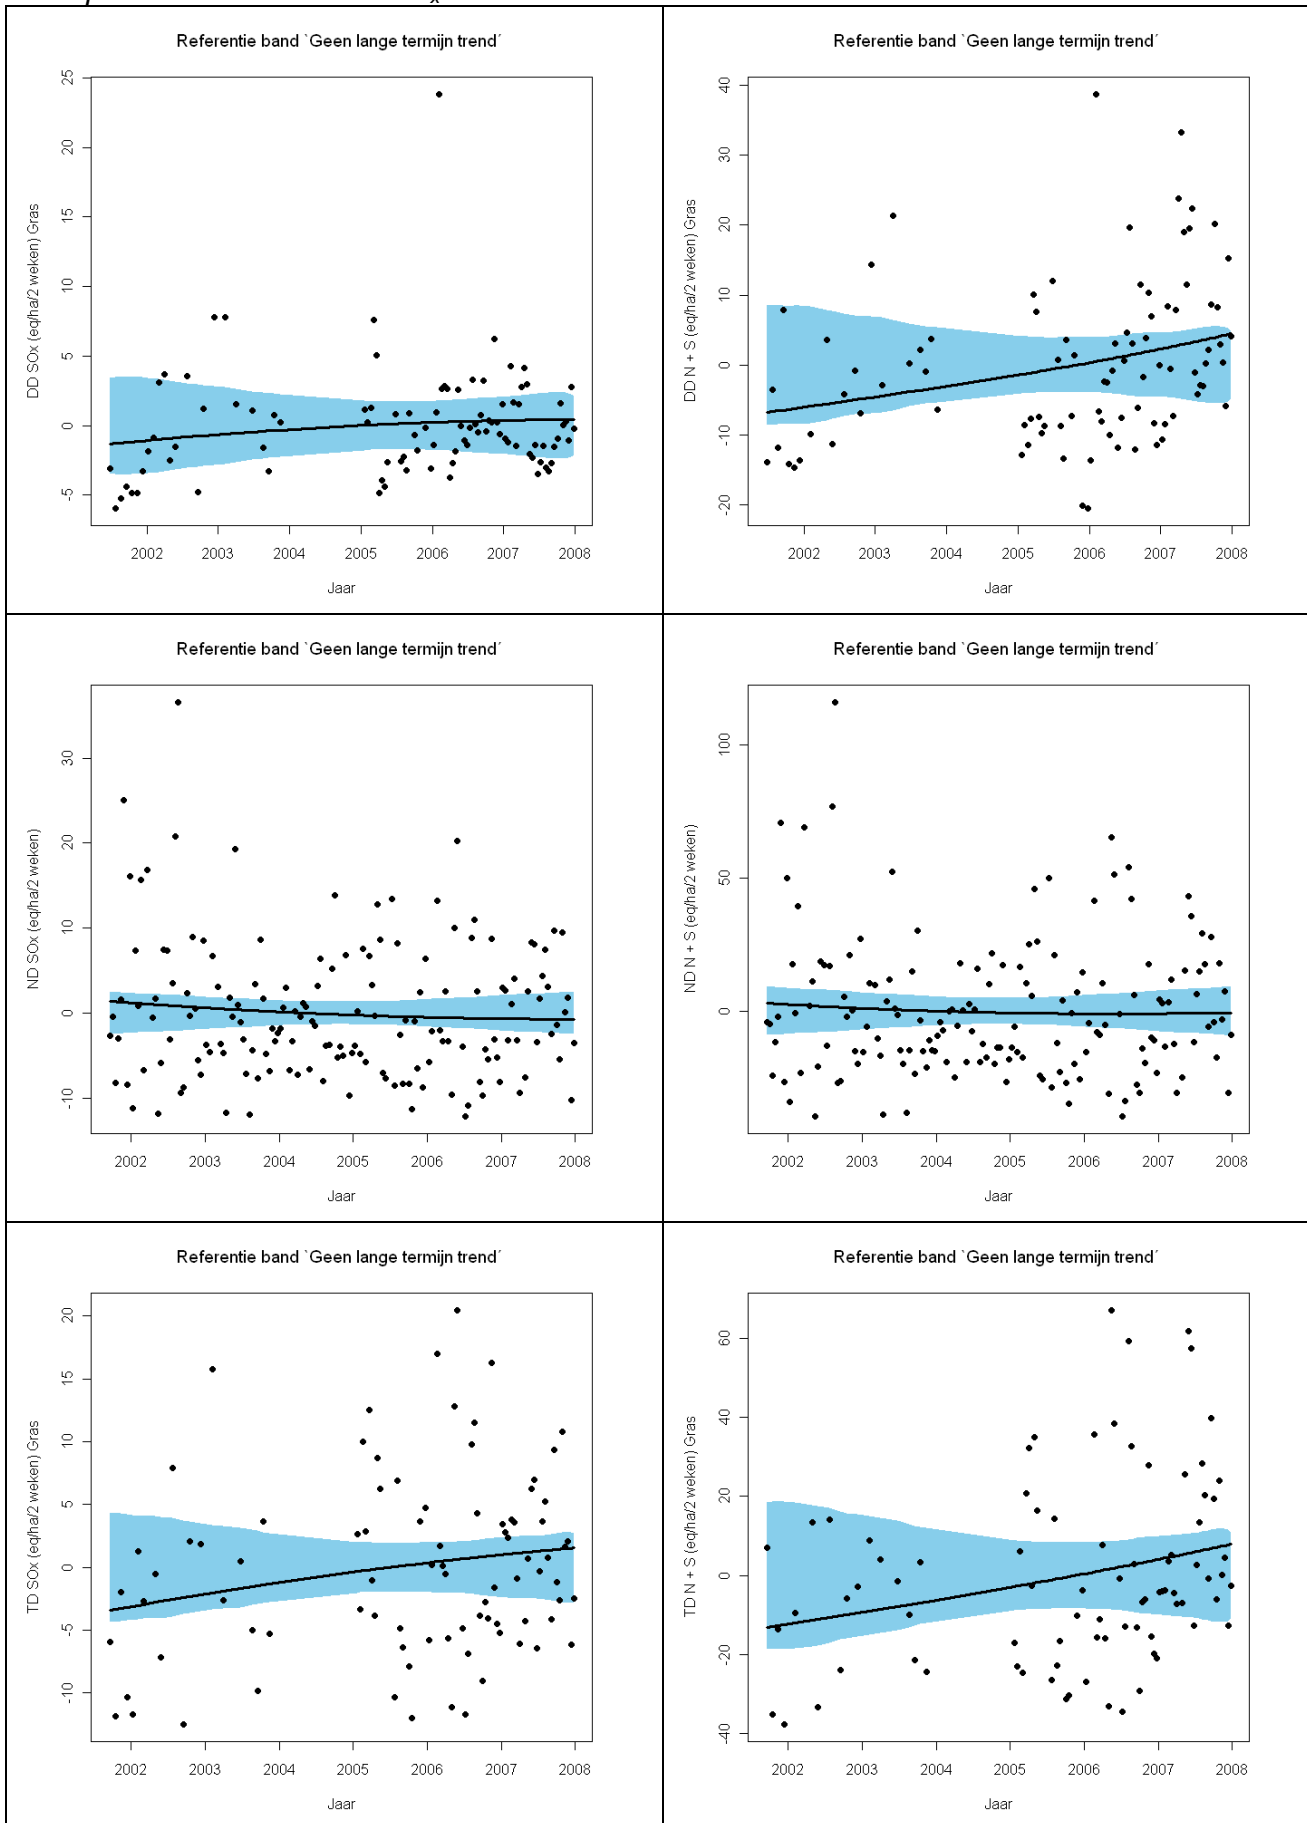 Referentie band `Geen lange termijn trend´
DD SOx (eq/ha/2 weken) Gras
25
20
15
10
5
0
-5
2002 2003 2004 2005 2006 2007 2008
Jaar
Referentie band `Geen lange termijn trend´
DD N + S (eq/ha/2 weken) Gras
40
30
20
10
0
-10
-20
2002 2003 2004 2005 2006 2007 2008
Jaar
Referentie band `Geen lange termijn trend´
ND SOx (eq/ha/2 weken)
30
20
10
0
-10
2002 2003 2004 2005 2006 2007 2008
Jaar
Referentie band `Geen lange termijn trend´
ND N + S (eq/ha/2 weken)
100
50
0
2002 2003 2004 2005 2006 2007 2008
Jaar
Referentie band `Geen lange termijn trend´
TD SOx (eq/ha/2 weken) Gras
20
15
10
5
0
-5
-10
2002 2003 2004 2005 2006 2007 2008
Jaar
Referentie band `Geen lange termijn trend´
TD N + S (eq/ha/2 weken) Gras
60
40
20
0
-20
-40
2002 2003 2004 2005 2006 2007 2008
Jaar